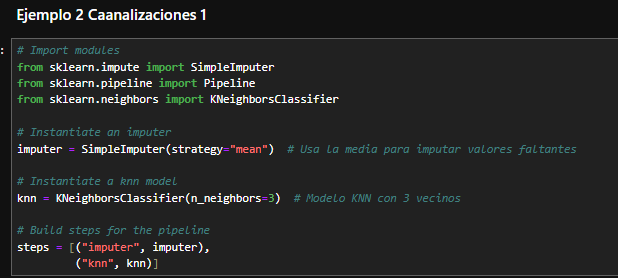 Ejemplo 2 Caanalizaciones 1
:
# Import modules
from sklearn.impute import SimpleImputer
from sklearn.pipeline import Pipeline
from sklearn.neighbors import KNeighborsClassifier
# Instantiate an imputer
imputer = SimpleImputer(strategy="mean")  # Usa la media para imputar valores faltantes
# Instantiate a knn model
knn = KNeighborsClassifier(n_neighbors=3)  # Modelo KNN con 3 vecinos
# Build steps for the pipeline
steps = [("imputer", imputer),
         ("knn", knn)]